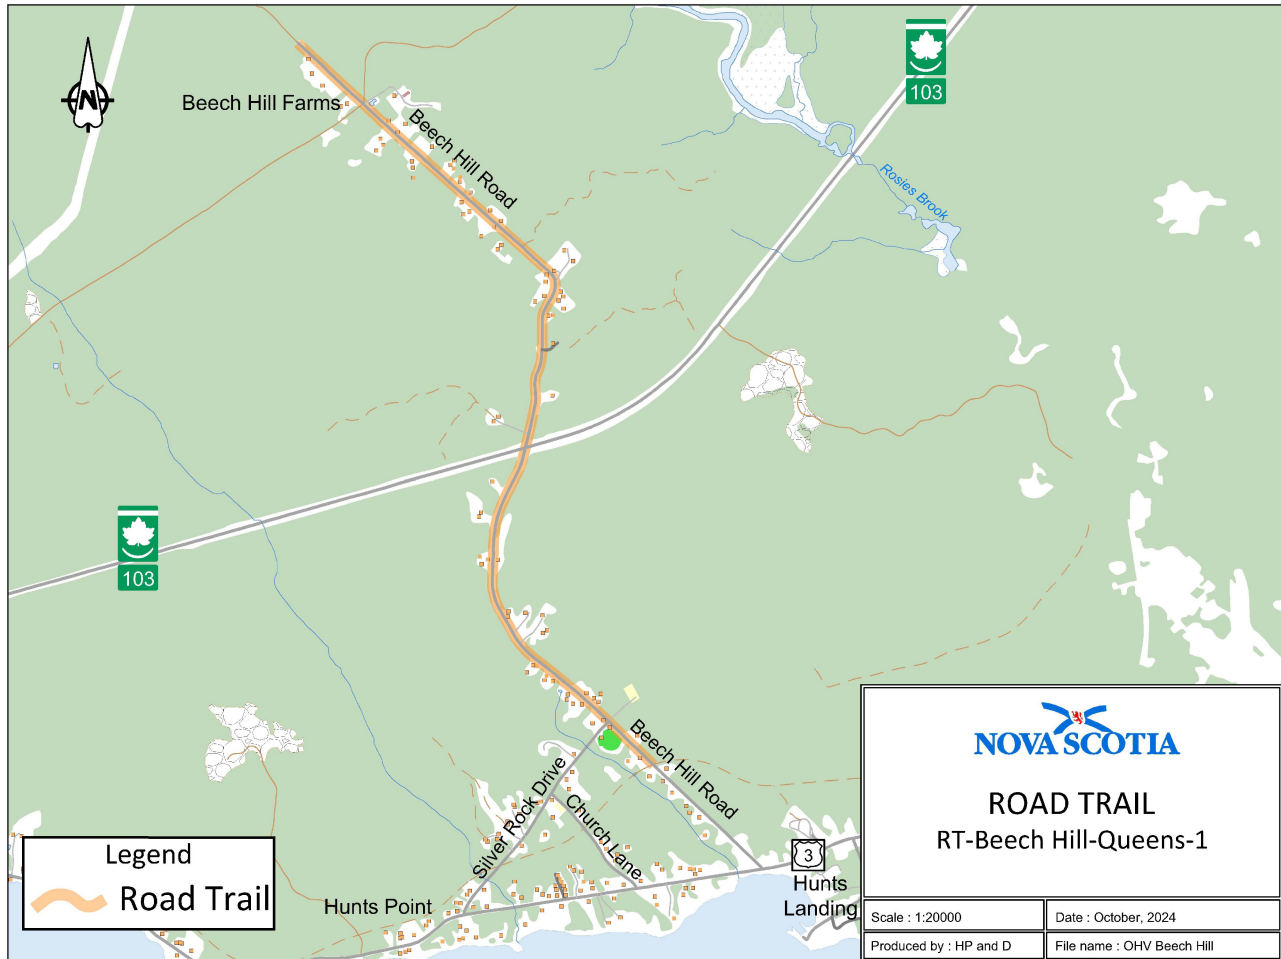 103
N
Beech Hill Farms
Beech Hill Road
Rosies Brook
103
Beech Hill Road
Silver Rock Drive
Church Lane
3
Hunts
Landing
Hunts Point
Legend
Road Trail
NOVA SCOTIA
ROAD TRAIL
RT-Beech Hill-Queens-1
Scale : 1:20000
Date : October, 2024
Produced by : HP and D
File name : OHV Beech Hill